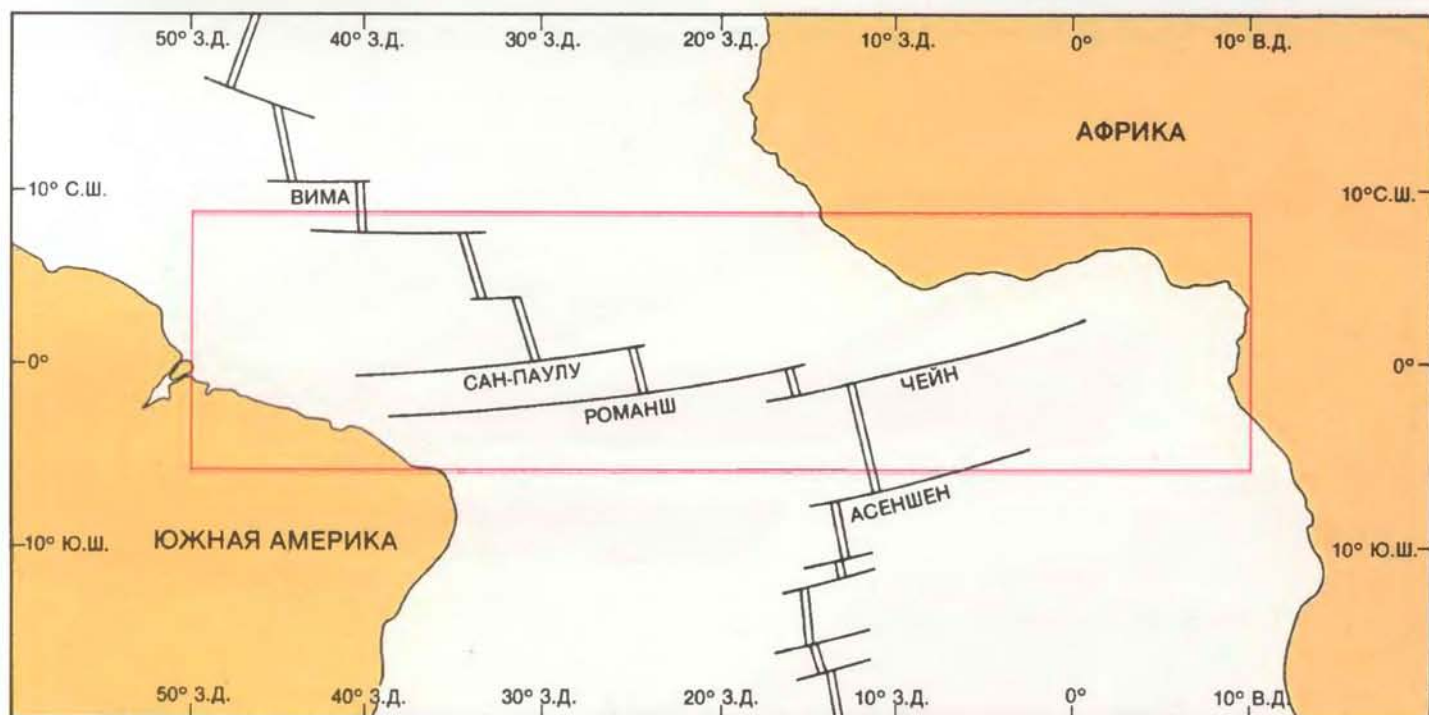 50° З.Д. 40° З.Д. 30° З.Д. 20° З.Д. 10° З.Д. 0° 10° В.Д.
АФРИКА
10° С.Ш. 10°С.Ш.
ВИМА
0° 0°
САН-ПАУЛУ
ЧЕЙН
РОМАНШ
АСЕНШЕН
ЮЖНАЯ АМЕРИКА
10° Ю.Ш. 10° Ю.Ш.
50° З.Д. 40° З.Д. 30° З.Д. 20° З.Д. 10° З.Д. 0° 10° В.Д.